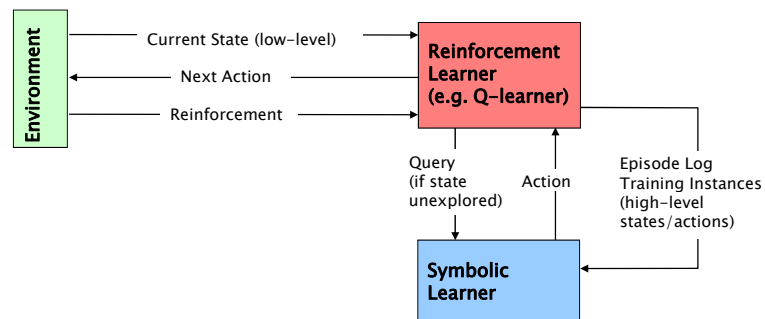 Environment
Current State (low-level)
Next Action
Reinforcement
Reinforcement
Learner
(e.g. Q-learner)
Query
(if state
unexplored)
Action
Episode Log
Training Instances
(high-level
states/actions)
Symbolic
Learner